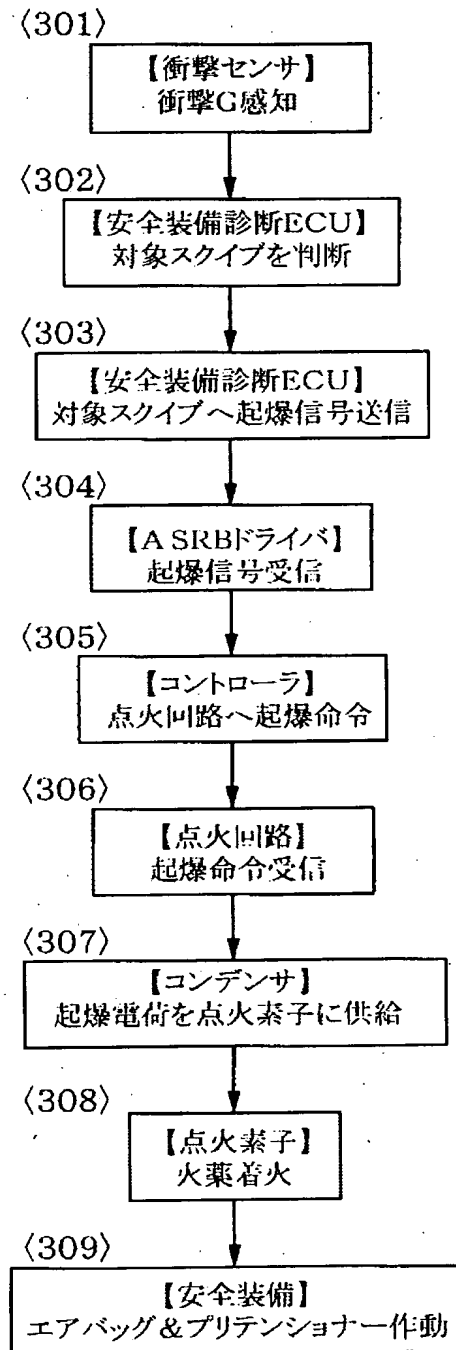 〈301〉
【衝撃センサ】
衝撃G感知
〈302〉
【安全装備診断ECU】
対象スクイブを判断
〈303〉
【安全装備診断ECU】
対象スクイブへ起爆信号送信
〈304〉
【ASRBドライバ】
起爆信号受信
〈305〉
【コントローラ】
点火回路へ起爆命令
〈306〉
【点火回路】
起爆命令受信
〈307〉
【コンデンサ】
起爆電荷を点火素子に供給
〈308〉
【点火素子】
火薬着火
〈309〉
【安全装備】
エアバッグ&プリテンショナー作動